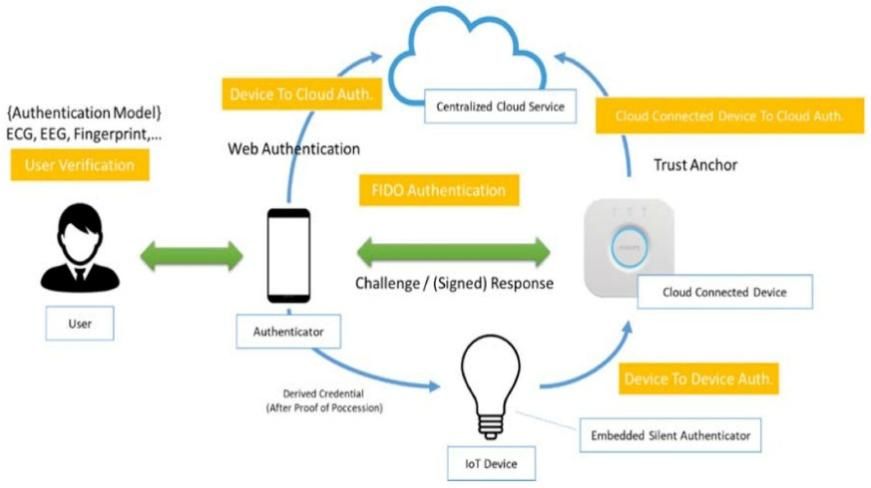 Device To Cloud Auth.
Centralized Cloud Service
Cloud Connected Device To Cloud Auth.
{Authentication Model}
ECG, EEG, Fingerprint,...
User Verification
Web Authentication
Trust Anchor
FIDO Authentication
PHILIPS
Challenge / (Signed) Response
Cloud Connected Device
User
Authenticator
Derived Credential
(After Proof of Poccession)
Device To Device Auth.
Embedded Silent Authenticator
IoT Device